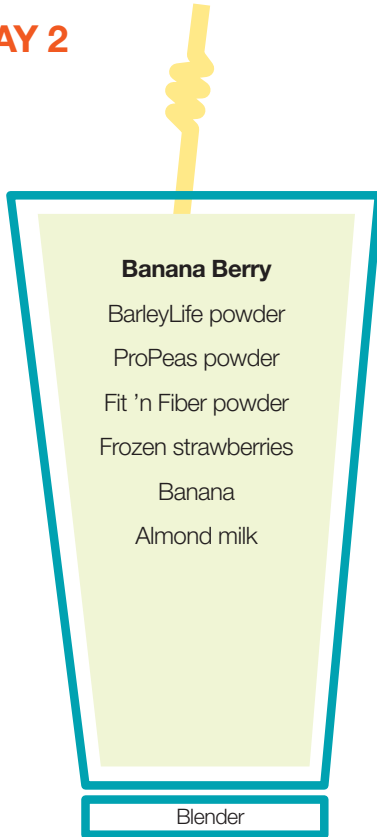 AY 2
Banana Berry
BarleyLife powder
ProPeas powder
Fit ’n Fiber powder
Frozen strawberries
Banana
Almond milk
Blender